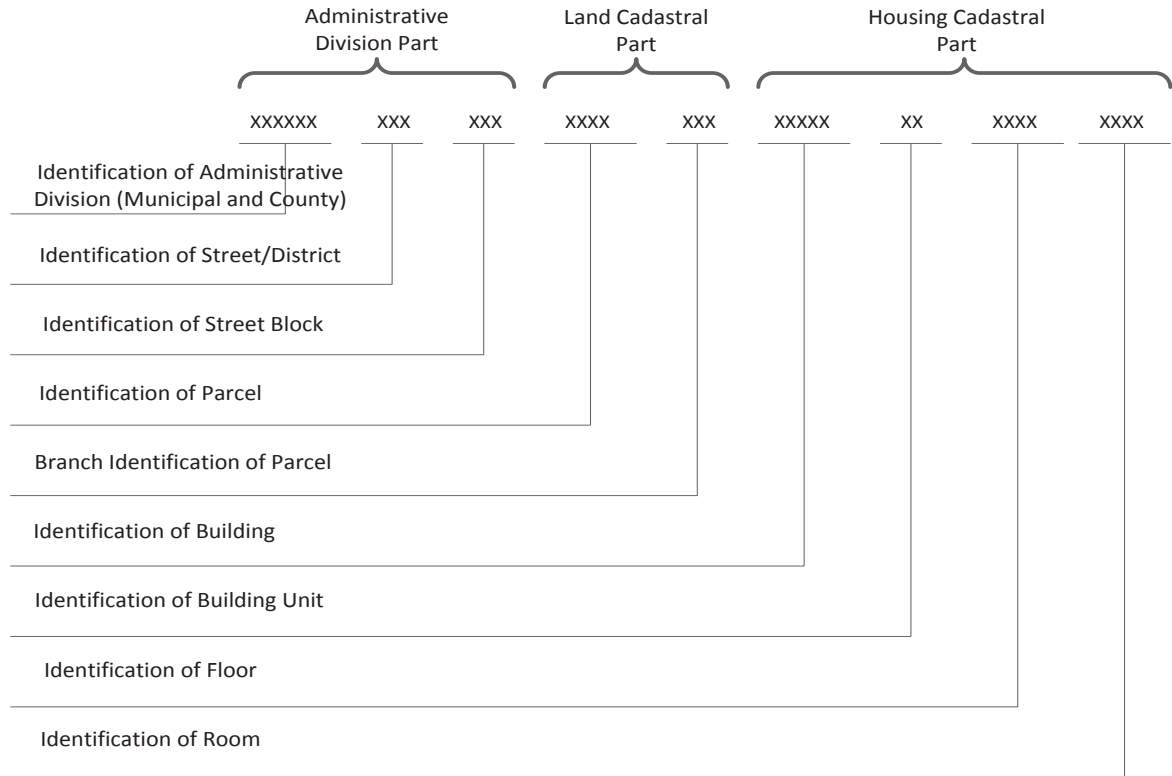 Administrative
Division Part
Land Cadastral
Part
Housing Cadastral
Part
xxxxxx xxx xxx xxxx xxx xxxxx xx xxxx xxxx
Identification of Administrative
Division (Municipal and County)
Identification of Street/District
Identification of Street Block
Identification of Parcel
Branch Identification of Parcel
Identification of Building
Identification of Building Unit
Identification of Floor
Identification of Room